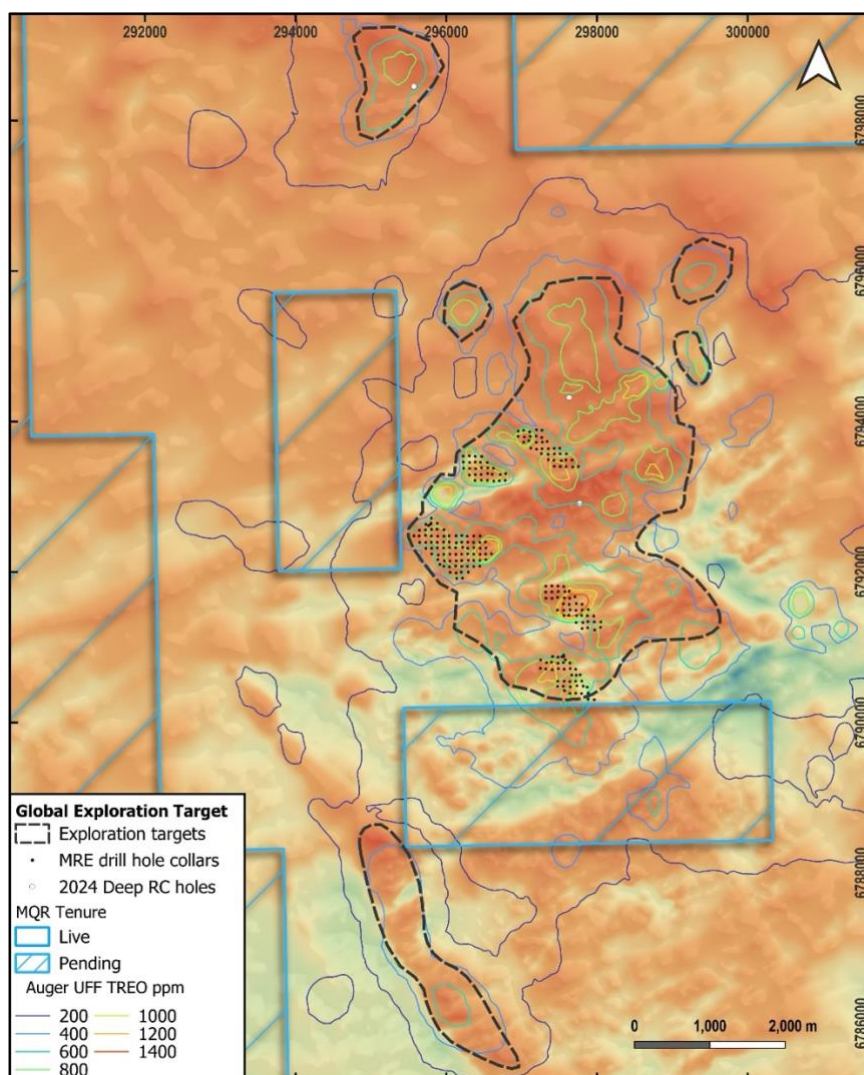 292000 294000 296000 298000 300000
6798000
6796000
6794000
6792000
6790000
6788000
6786000
Global Exploration Target
Exploration targets
MRE drill hole collars
2024 Deep RC holes
MQR Tenure
Live
Pending
Auger UFF TREO ppm
200 1000
400 1200
600 1400
800
0 1,000 2,000 m